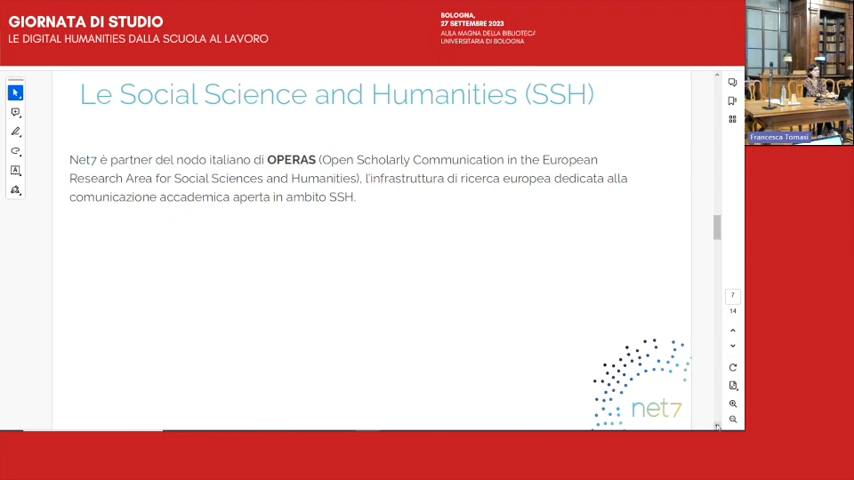 GIORNATA DI STUDIO
LE DIGITAL HUMANITIES DALLA SCUOLA AL LAVORO
BOLOGNA,
27 SETTEMBRE 2023
AULA MAGNA DELLA BIBLIOTECA
UNIVERSITARIA DI BOLOGNA
Francesca Tomasi
Le Social Science and Humanities (SSH)
Net7 è partner del nodo italiano di OPERAS (Open Scholarly Communication in the European
Research Area for Social Sciences and Humanities), l'infrastruttura di ricerca europea dedicata alla
comunicazione accademica aperta in ambito SSH.
7
14
net7